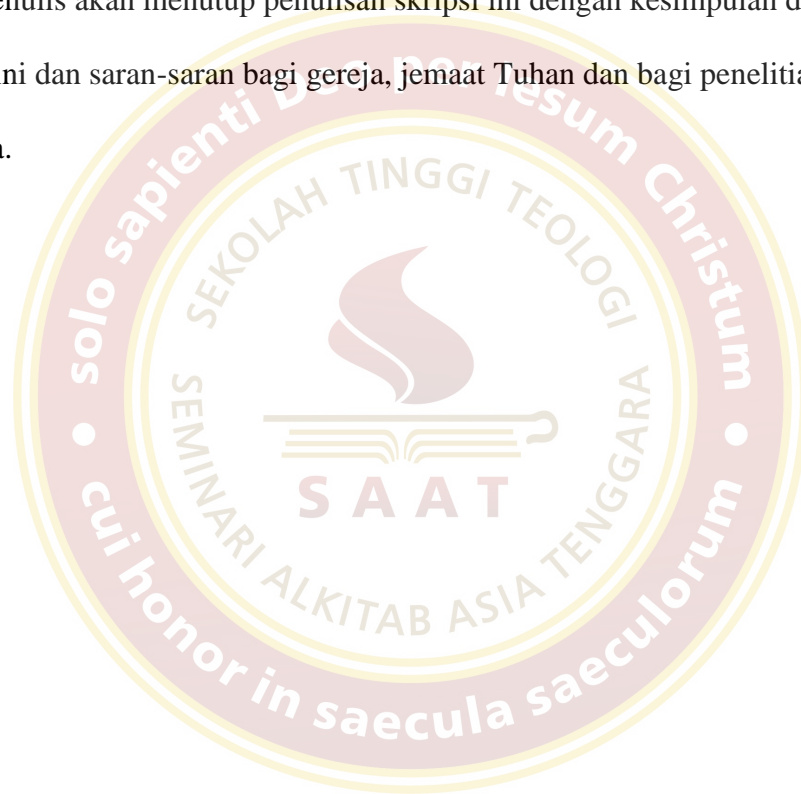 enulis akan menutup penulisan skripsi ini dengan kesimpulan d
ini dan saran-saran bagi gereja, jemaat Tuhan dan bagi penelitia
a.
solo sapienti Deo per Iesum Christum
cui honor in saecula saeculorum
SEKOLAH TINGGI TEOLOGI
SEMINARI ALKITAB ASIA TENGGARA
SAAT